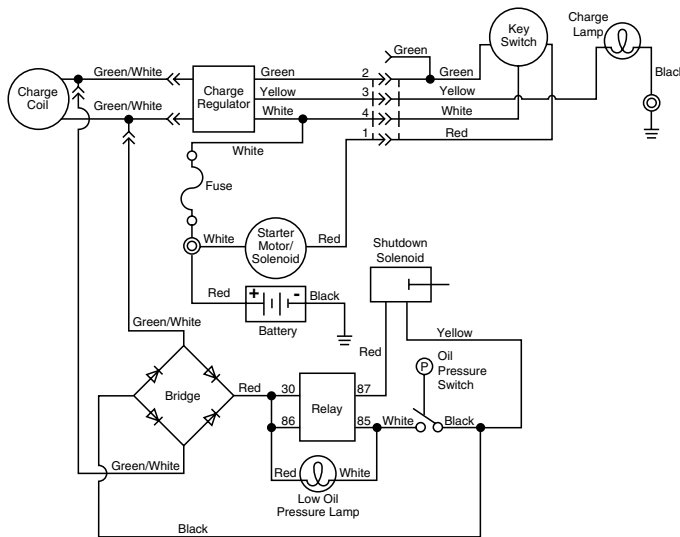 Charge
Lamp
Key
Switch
Green
Green/White
Green
2
Green
Black
Charge
Coil
Charge
Regulator
Yellow
3
Yellow
Green/White
White
4
White
1
Red
White
Fuse
White
Starter
Motor/
Solenoid
Red
Shutdown
Solenoid
Red
+
-
Black
Battery
Green/White
Yellow
Red
P
Oil
Pressure
Switch
Bridge
Red
30
87
Relay
86
85
White
Black
Green/White
Red
White
Low Oil
Pressure Lamp
Black